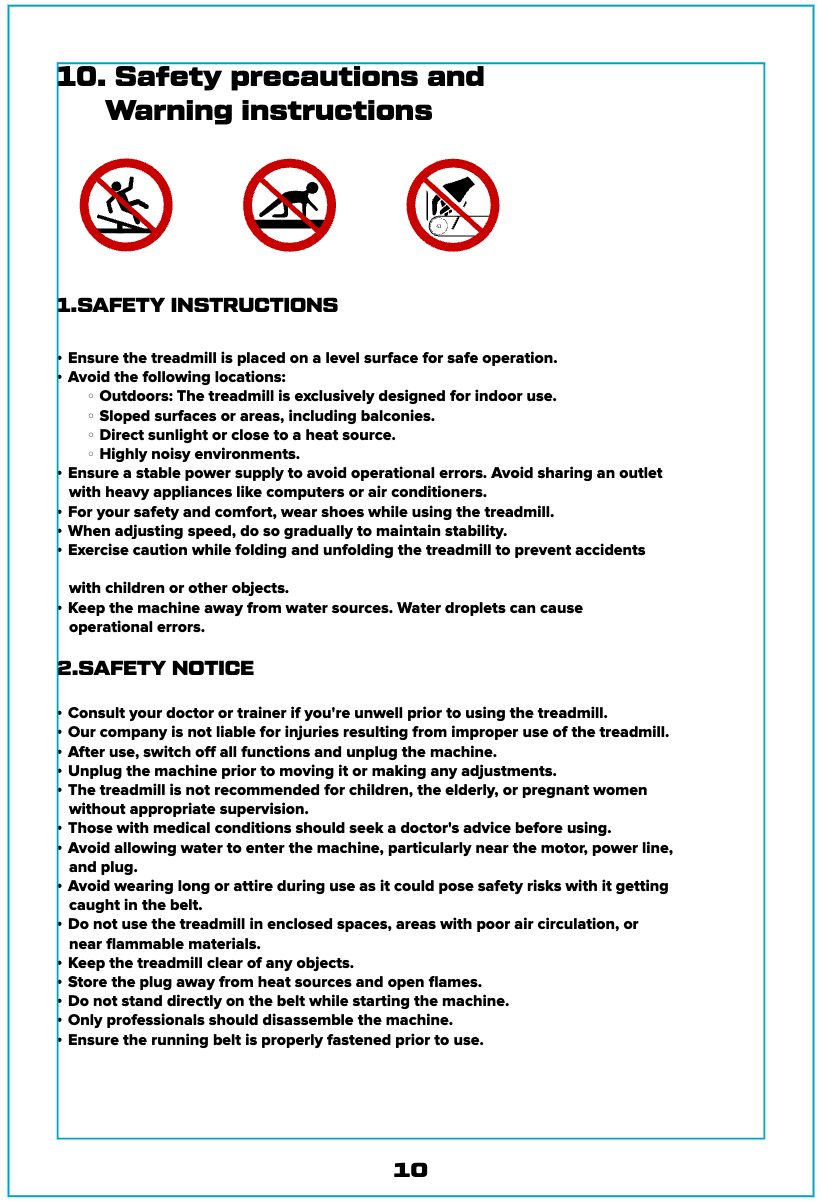 10. Safety precautions and
Warning instructions
1.SAFETY INSTRUCTIONS
• Ensure the treadmill is placed on a level surface for safe operation.
• Avoid the following locations:
◦ Outdoors: The treadmill is exclusively designed for indoor use.
◦ Sloped surfaces or areas, including balconies.
◦ Direct sunlight or close to a heat source.
◦ Highly noisy environments.
• Ensure a stable power supply to avoid operational errors. Avoid sharing an outlet
with heavy appliances like computers or air conditioners.
• For your safety and comfort, wear shoes while using the treadmill.
• When adjusting speed, do so gradually to maintain stability.
• Exercise caution while folding and unfolding the treadmill to prevent accidents
with children or other objects.
• Keep the machine away from water sources. Water droplets can cause
operational errors.
2.SAFETY NOTICE
• Consult your doctor or trainer if you're unwell prior to using the treadmill.
• Our company is not liable for injuries resulting from improper use of the treadmill.
• After use, switch off all functions and unplug the machine.
• Unplug the machine prior to moving it or making any adjustments.
• The treadmill is not recommended for children, the elderly, or pregnant women
without appropriate supervision.
• Those with medical conditions should seek a doctor's advice before using.
• Avoid allowing water to enter the machine, particularly near the motor, power line,
and plug.
• Avoid wearing long or attire during use as it could pose safety risks with it getting
caught in the belt.
• Do not use the treadmill in enclosed spaces, areas with poor air circulation, or
near flammable materials.
• Keep the treadmill clear of any objects.
• Store the plug away from heat sources and open flames.
• Do not stand directly on the belt while starting the machine.
• Only professionals should disassemble the machine.
• Ensure the running belt is properly fastened prior to use.
10